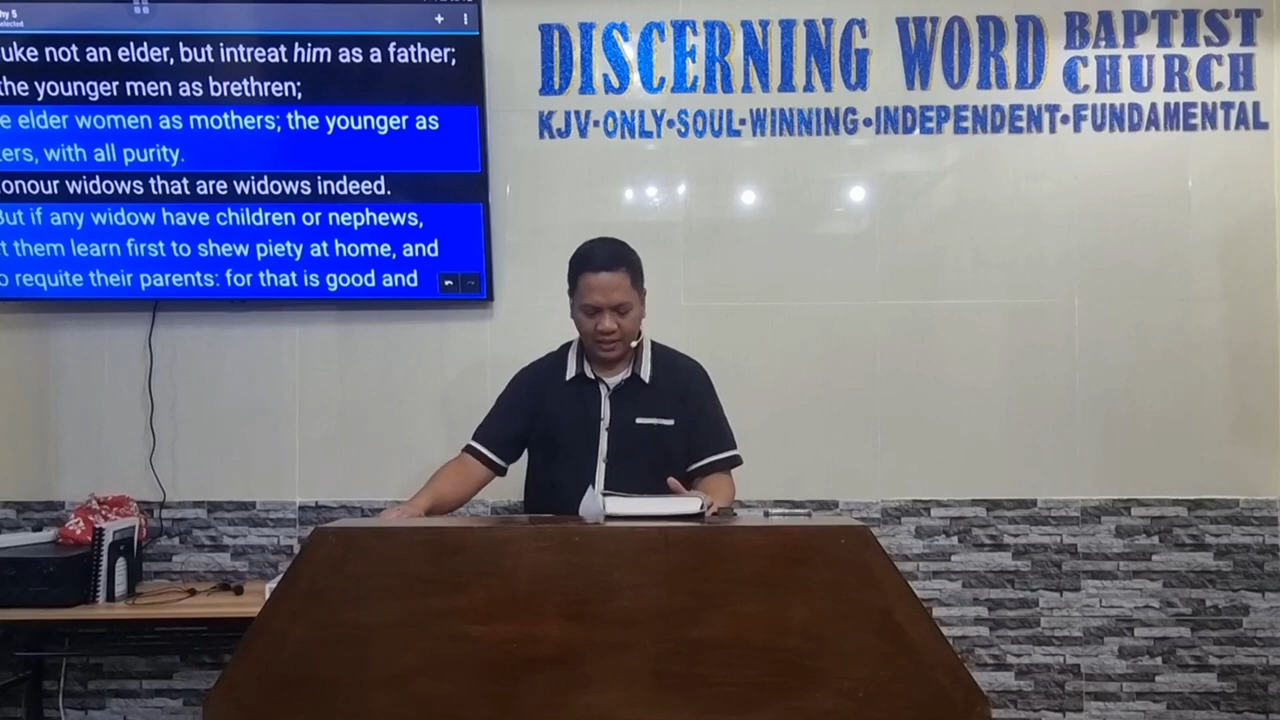 hy 5
selected
uke not an elder, but intreat him as a father;
the younger men as brethren;
e elder women as mothers; the younger as
ers, with all purity.
onour widows that are widows indeed.
But if any widow have children or nephews,
t them learn first to shew piety at home, and
o requite their parents: for that is good and
DISCERNING WORD BAPTIST CHURCH
KJV-ONLY•SOUL-WINNING•INDEPENDENT•FUNDAMENTAL